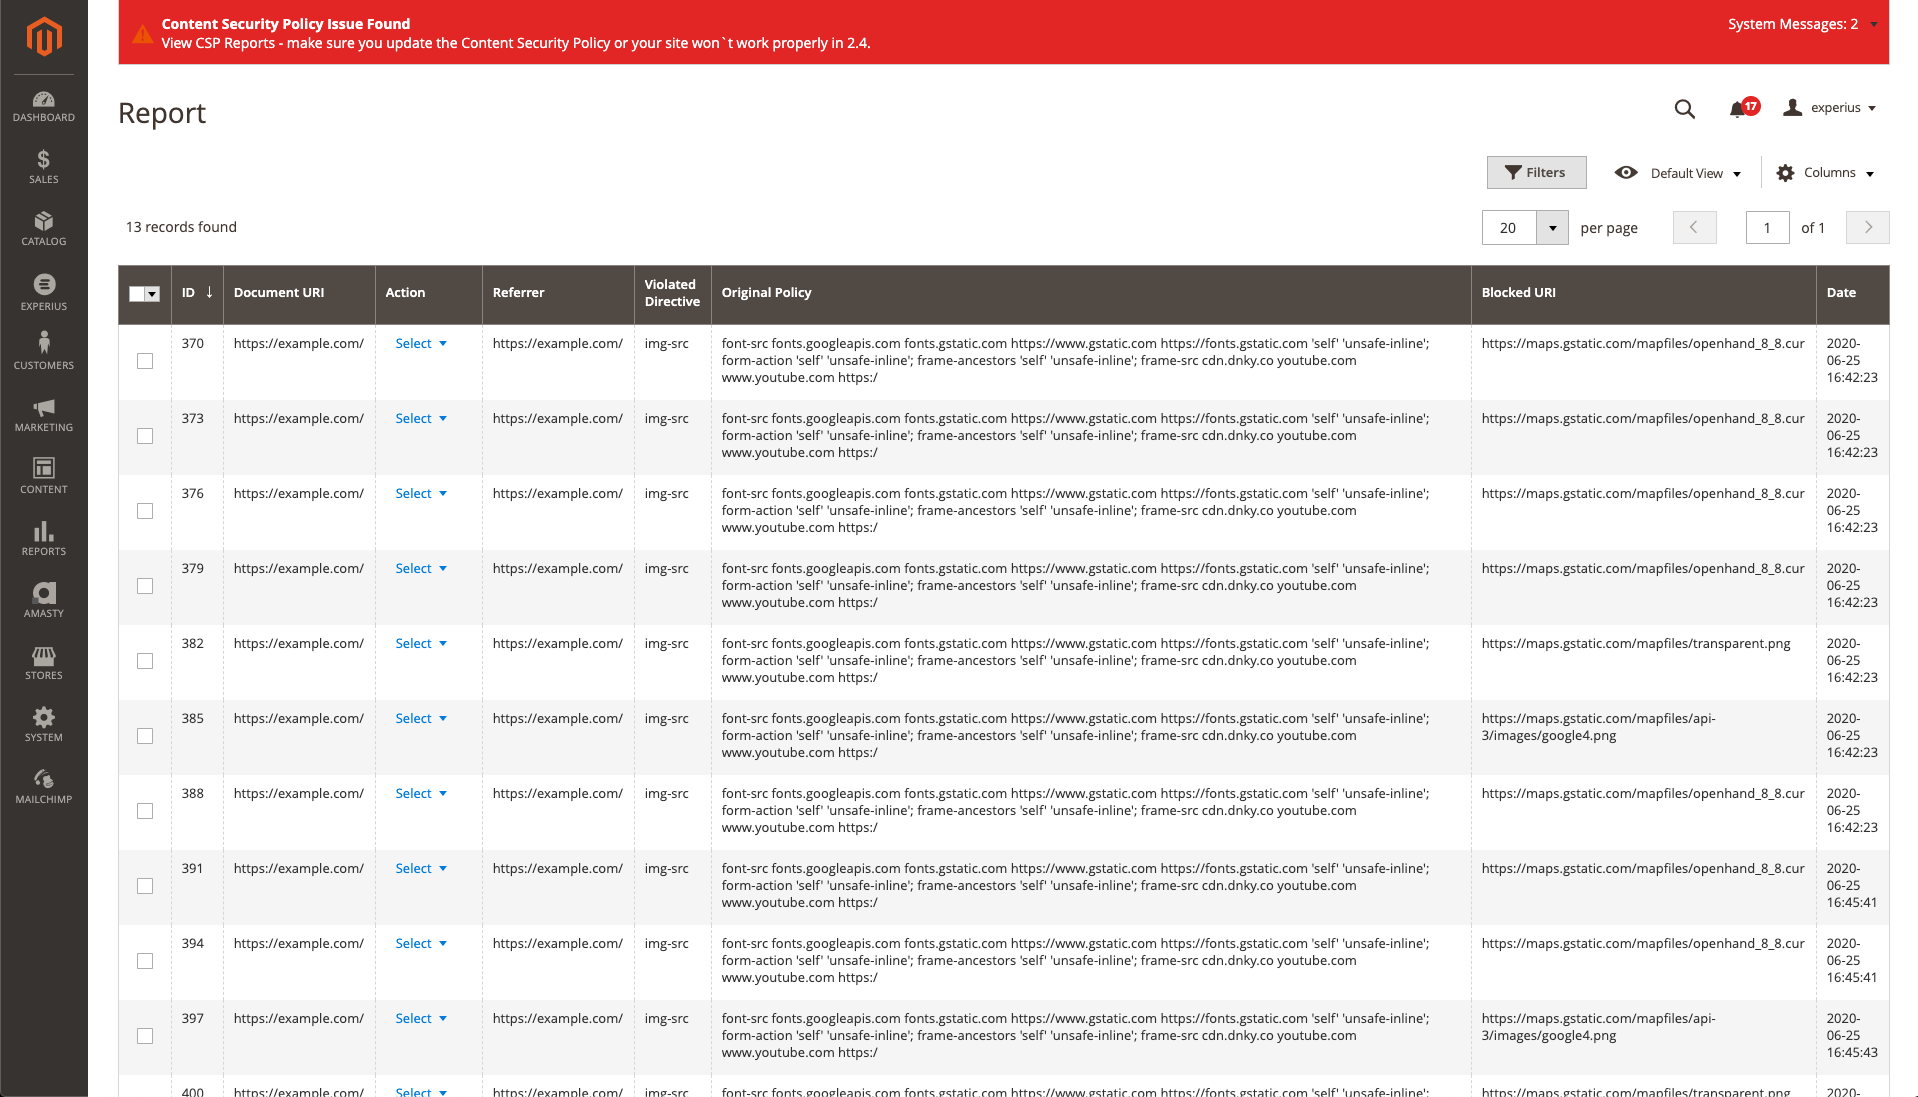 Content Security Policy Issue Found
View CSP Reports - make sure you update the Content Security Policy or your site won`t work properly in 2.4.
System Messages: 2
DASHBOARD
SALES
CATALOG
EXPERIUS
CUSTOMERS
MARKETING
CONTENT
REPORTS
AMASTY
STORES
SYSTEM
MAILCHIMP
Report
17
experius
Filters
Default View
Columns
13 records found
20
per page
1
of 1
ID ↓ Document URI Action Referrer Violated Directive Original Policy Blocked URI Date
370 https://example.com/ Select https://example.com/ img-src font-src fonts.googleapis.com fonts.gstatic.com https://www.gstatic.com https://fonts.gstatic.com 'self' 'unsafe-inline'; https://maps.gstatic.com/mapfiles/openhand_8_8.cur 2020-
form-action 'self' 'unsafe-inline'; frame-ancestors 'self' 'unsafe-inline'; frame-src cdn.dnky.co youtube.com 06-25
www.youtube.com https:/ 16:42:23
373 https://example.com/ Select https://example.com/ img-src font-src fonts.googleapis.com fonts.gstatic.com https://www.gstatic.com https://fonts.gstatic.com 'self' 'unsafe-inline'; https://maps.gstatic.com/mapfiles/openhand_8_8.cur 2020-
form-action 'self' 'unsafe-inline'; frame-ancestors 'self' 'unsafe-inline'; frame-src cdn.dnky.co youtube.com 06-25
www.youtube.com https:/ 16:42:23
376 https://example.com/ Select https://example.com/ img-src font-src fonts.googleapis.com fonts.gstatic.com https://www.gstatic.com https://fonts.gstatic.com 'self' 'unsafe-inline'; https://maps.gstatic.com/mapfiles/openhand_8_8.cur 2020-
form-action 'self' 'unsafe-inline'; frame-ancestors 'self' 'unsafe-inline'; frame-src cdn.dnky.co youtube.com 06-25
www.youtube.com https:/ 16:42:23
379 https://example.com/ Select https://example.com/ img-src font-src fonts.googleapis.com fonts.gstatic.com https://www.gstatic.com https://fonts.gstatic.com 'self' 'unsafe-inline'; https://maps.gstatic.com/mapfiles/openhand_8_8.cur 2020-
form-action 'self' 'unsafe-inline'; frame-ancestors 'self' 'unsafe-inline'; frame-src cdn.dnky.co youtube.com 06-25
www.youtube.com https:/ 16:42:23
382 https://example.com/ Select https://example.com/ img-src font-src fonts.googleapis.com fonts.gstatic.com https://www.gstatic.com https://fonts.gstatic.com 'self' 'unsafe-inline'; https://maps.gstatic.com/mapfiles/transparent.png 2020-
form-action 'self' 'unsafe-inline'; frame-ancestors 'self' 'unsafe-inline'; frame-src cdn.dnky.co youtube.com 06-25
www.youtube.com https:/ 16:42:23
385 https://example.com/ Select https://example.com/ img-src font-src fonts.googleapis.com fonts.gstatic.com https://www.gstatic.com https://fonts.gstatic.com 'self' 'unsafe-inline'; https://maps.gstatic.com/mapfiles/api- 2020-
form-action 'self' 'unsafe-inline'; frame-ancestors 'self' 'unsafe-inline'; frame-src cdn.dnky.co youtube.com 3/images/google4.png 06-25
www.youtube.com https:/ 16:42:23
388 https://example.com/ Select https://example.com/ img-src font-src fonts.googleapis.com fonts.gstatic.com https://www.gstatic.com https://fonts.gstatic.com 'self' 'unsafe-inline'; https://maps.gstatic.com/mapfiles/openhand_8_8.cur 2020-
form-action 'self' 'unsafe-inline'; frame-ancestors 'self' 'unsafe-inline'; frame-src cdn.dnky.co youtube.com 06-25
www.youtube.com https:/ 16:42:23
391 https://example.com/ Select https://example.com/ img-src font-src fonts.googleapis.com fonts.gstatic.com https://www.gstatic.com https://fonts.gstatic.com 'self' 'unsafe-inline'; https://maps.gstatic.com/mapfiles/openhand_8_8.cur 2020-
form-action 'self' 'unsafe-inline'; frame-ancestors 'self' 'unsafe-inline'; frame-src cdn.dnky.co youtube.com 06-25
www.youtube.com https:/ 16:45:41
394 https://example.com/ Select https://example.com/ img-src font-src fonts.googleapis.com fonts.gstatic.com https://www.gstatic.com https://fonts.gstatic.com 'self' 'unsafe-inline'; https://maps.gstatic.com/mapfiles/openhand_8_8.cur 2020-
form-action 'self' 'unsafe-inline'; frame-ancestors 'self' 'unsafe-inline'; frame-src cdn.dnky.co youtube.com 06-25
www.youtube.com https:/ 16:45:41
397 https://example.com/ Select https://example.com/ img-src font-src fonts.googleapis.com fonts.gstatic.com https://www.gstatic.com https://fonts.gstatic.com 'self' 'unsafe-inline'; https://maps.gstatic.com/mapfiles/api- 2020-
form-action 'self' 'unsafe-inline'; frame-ancestors 'self' 'unsafe-inline'; frame-src cdn.dnky.co youtube.com 3/images/google4.png 06-25
www.youtube.com https:/ 16:45:43
400 https://example.com/ Select https://example.com/ img-src font-src fonts.googleapis.com fonts.gstatic.com https://www.gstatic.com https://fonts.gstatic.com 'self' 'unsafe-inline'; https://maps.gstatic.com/mapfiles/transparent.png 2020-